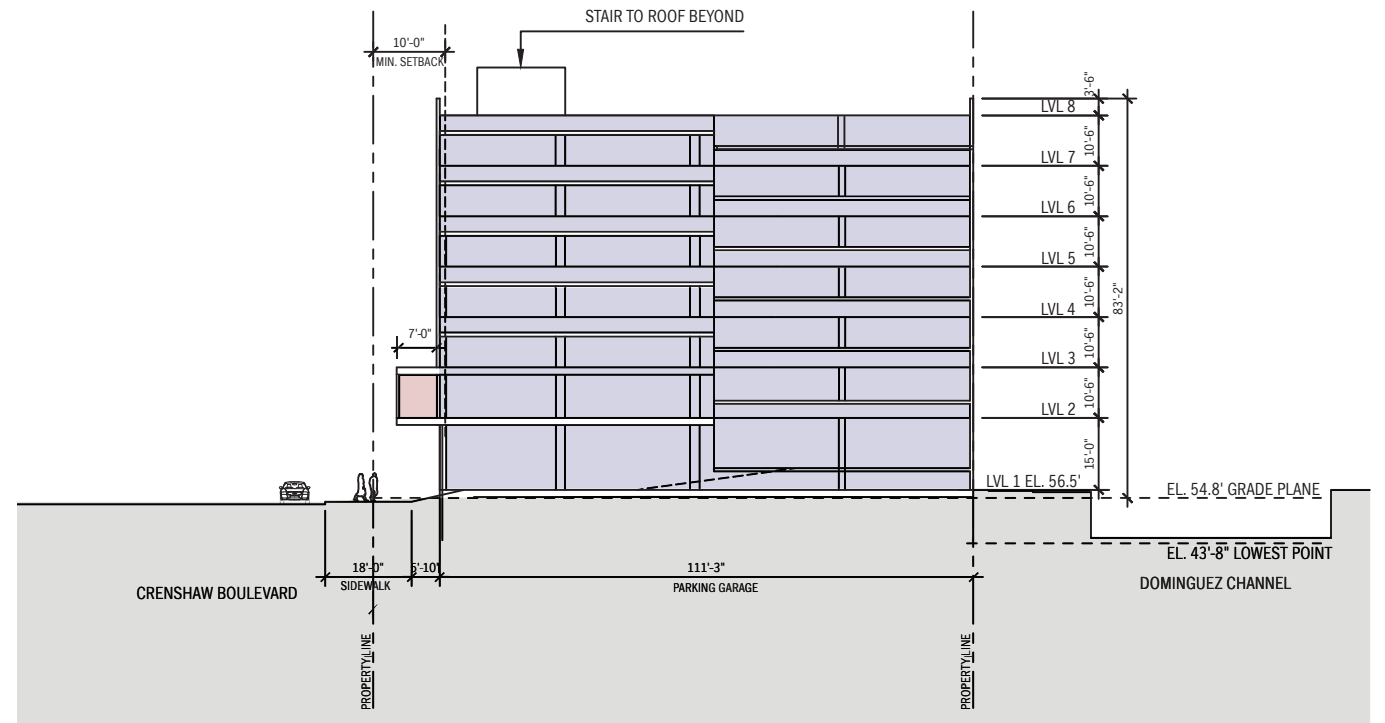 STAIR TO ROOF BEYOND
10'-0"
MIN. SETBACK
3'-6"
LVL 8
10'-6"
LVL 7
10'-6"
LVL 6
10'-6"
LVL 5
10'-6"
83'-2"
LVL 4
10'-6"
7'-0"
LVL 3
10'-6"
LVL 2
15'-0"
LVL 1 EL. 56.5'
EL. 54.8' GRADE PLANE
EL. 43'-8" LOWEST POINT
18'-0"
5'-10"
111'-3"
SIDEWALK
PARKING GARAGE
CRENSHAW BOULEVARD
DOMINGUEZ CHANNEL
PROPERTY LINE
PROPERTY LINE